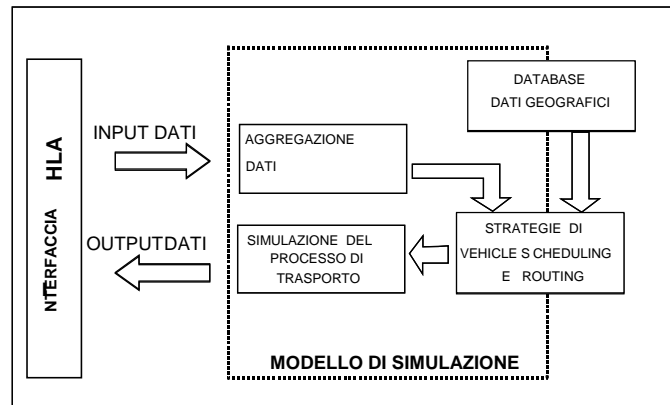 INTERFACCIA HLA
INPUT DATI
OUTPUTDATI
AGGREGAZIONE
DATI
SIMULAZIONE DEL
PROCESSO DI
TRASPORTO
DATABASE
DATI GEOGRAFICI
STRATEGIE DI
VEHICLE S CHEDULING
E ROUTING
MODELLO DI SIMULAZIONE